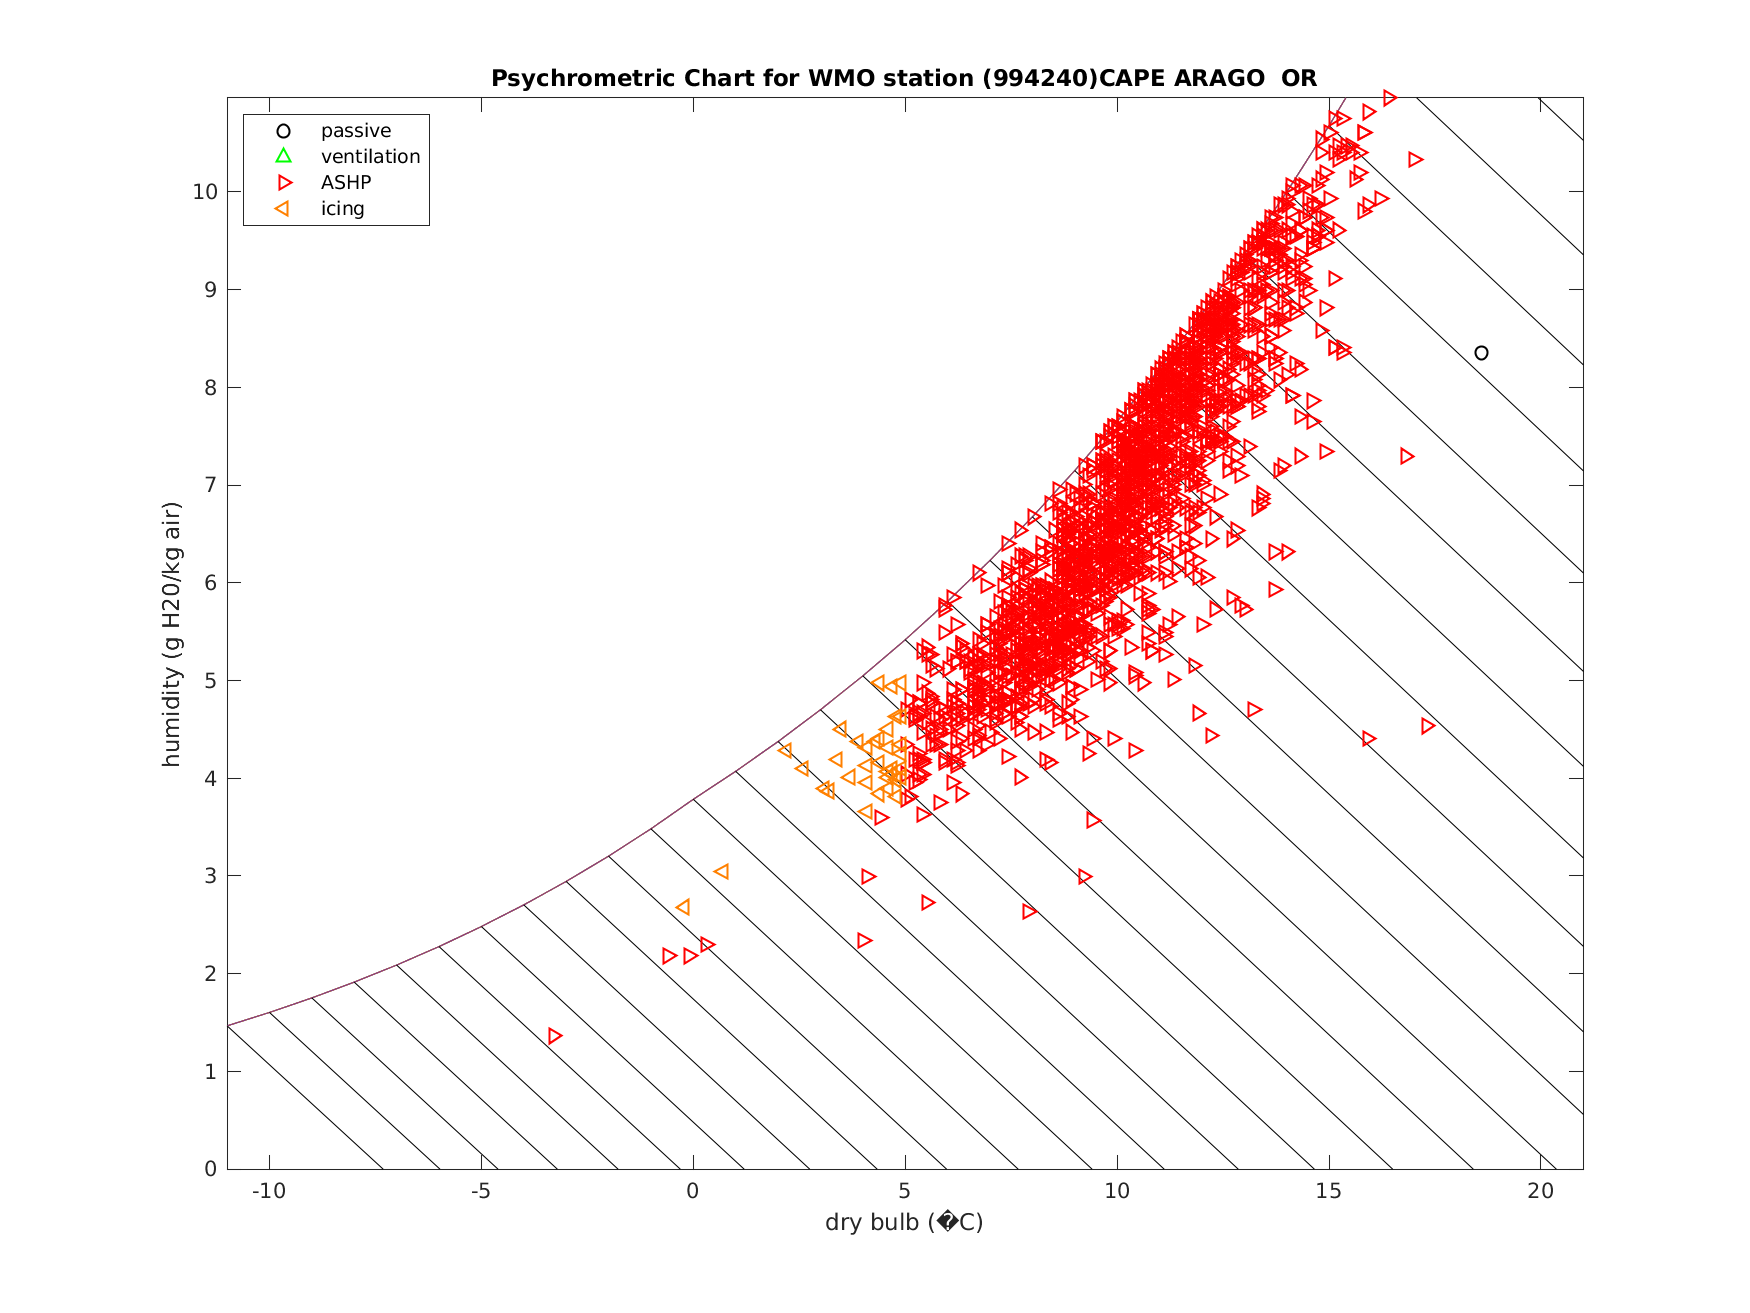 Psychrometric Chart for WMO station (994240)CAPE ARAGO  OR
passive
ventilation
ASHP
icing
10
9
8
7
6
5
4
3
2
1
0
humidity (g H20/kg air)
-10 -5 0 5 10 15 20
dry bulb (�C)